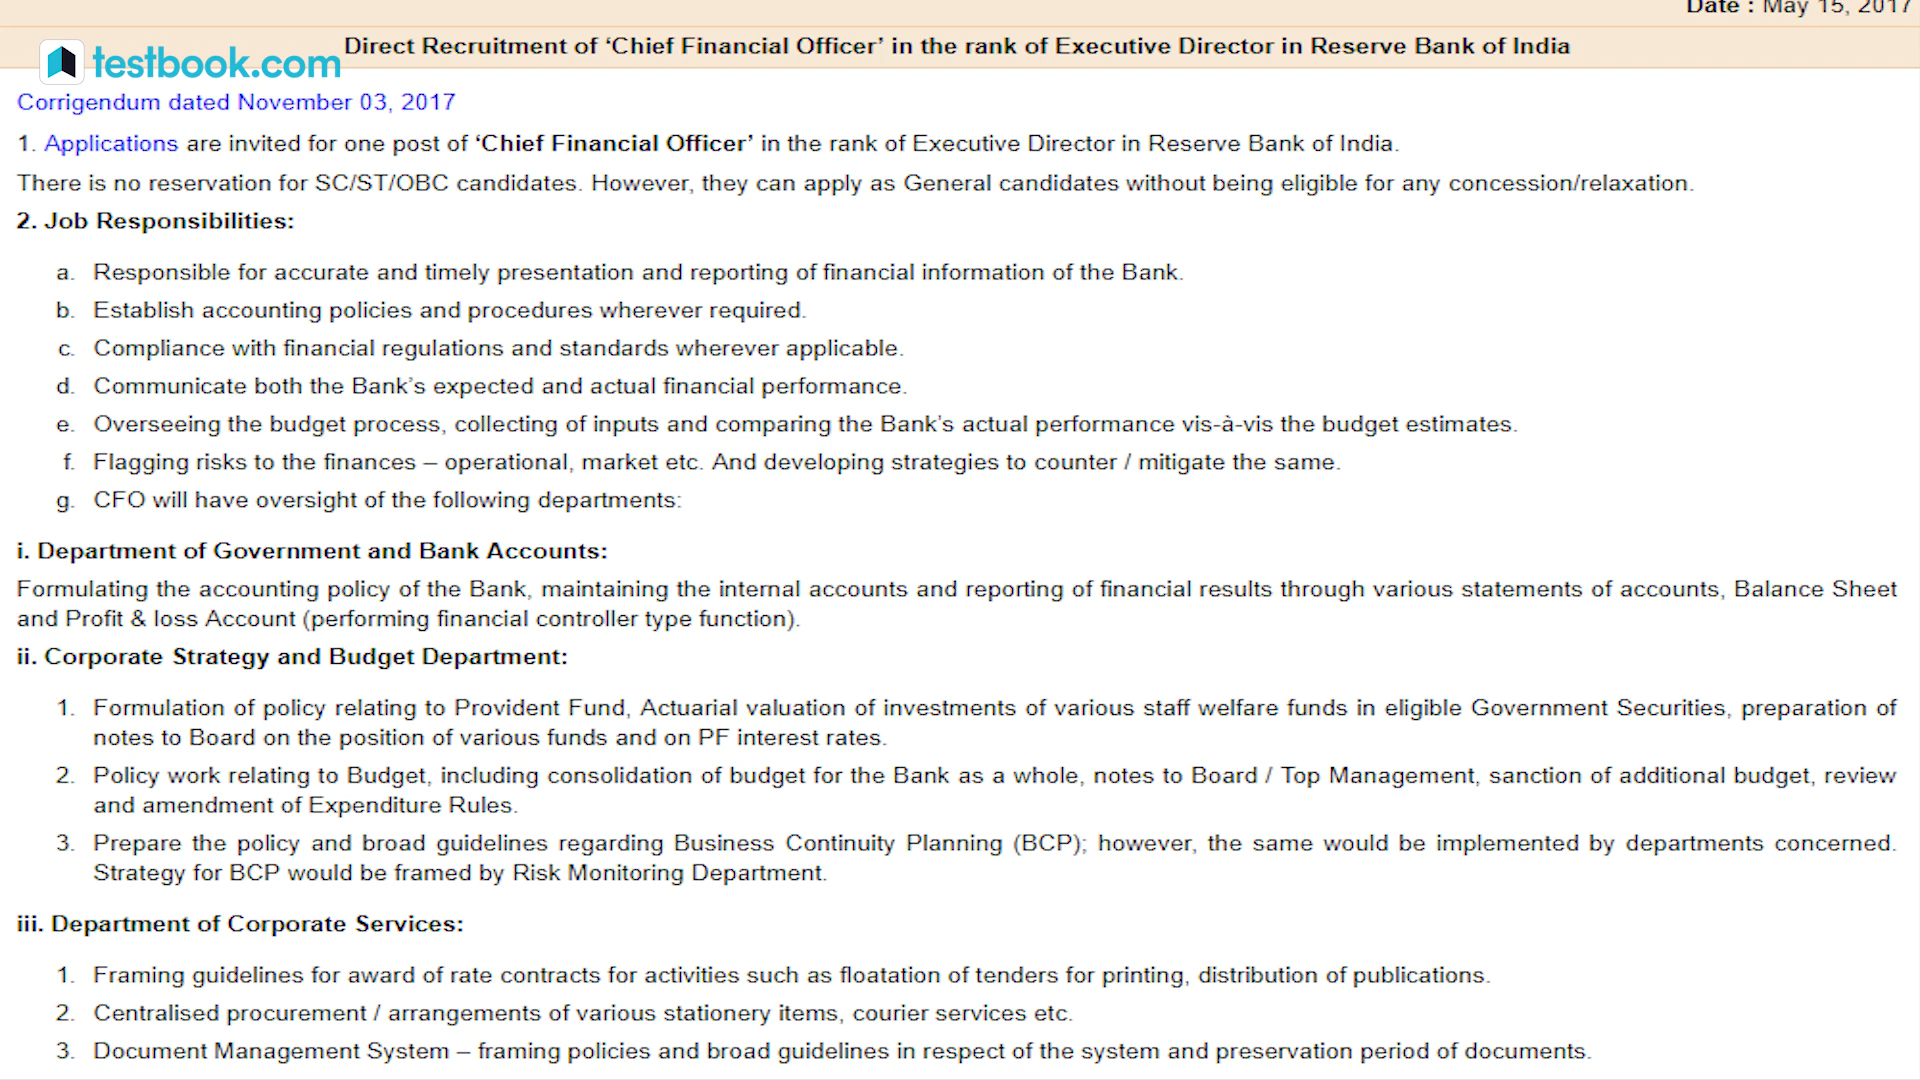 Date : May 15, 2017
testbook.com
Direct Recruitment of ‘Chief Financial Officer’ in the rank of Executive Director in Reserve Bank of India
Corrigendum dated November 03, 2017
1. Applications are invited for one post of ‘Chief Financial Officer’ in the rank of Executive Director in Reserve Bank of India.
There is no reservation for SC/ST/OBC candidates. However, they can apply as General candidates without being eligible for any concession/relaxation.
2. Job Responsibilities:
a. Responsible for accurate and timely presentation and reporting of financial information of the Bank.
b. Establish accounting policies and procedures wherever required.
c. Compliance with financial regulations and standards wherever applicable.
d. Communicate both the Bank’s expected and actual financial performance.
e. Overseeing the budget process, collecting of inputs and comparing the Bank’s actual performance vis-à-vis the budget estimates.
f. Flagging risks to the finances – operational, market etc. And developing strategies to counter / mitigate the same.
g. CFO will have oversight of the following departments:
i. Department of Government and Bank Accounts:
Formulating the accounting policy of the Bank, maintaining the internal accounts and reporting of financial results through various statements of accounts, Balance Sheet
and Profit & loss Account (performing financial controller type function).
ii. Corporate Strategy and Budget Department:
1. Formulation of policy relating to Provident Fund, Actuarial valuation of investments of various staff welfare funds in eligible Government Securities, preparation of
notes to Board on the position of various funds and on PF interest rates.
2. Policy work relating to Budget, including consolidation of budget for the Bank as a whole, notes to Board / Top Management, sanction of additional budget, review
and amendment of Expenditure Rules.
3. Prepare the policy and broad guidelines regarding Business Continuity Planning (BCP); however, the same would be implemented by departments concerned.
Strategy for BCP would be framed by Risk Monitoring Department.
iii. Department of Corporate Services:
1. Framing guidelines for award of rate contracts for activities such as floatation of tenders for printing, distribution of publications.
2. Centralised procurement / arrangements of various stationery items, courier services etc.
3. Document Management System – framing policies and broad guidelines in respect of the system and preservation period of documents.